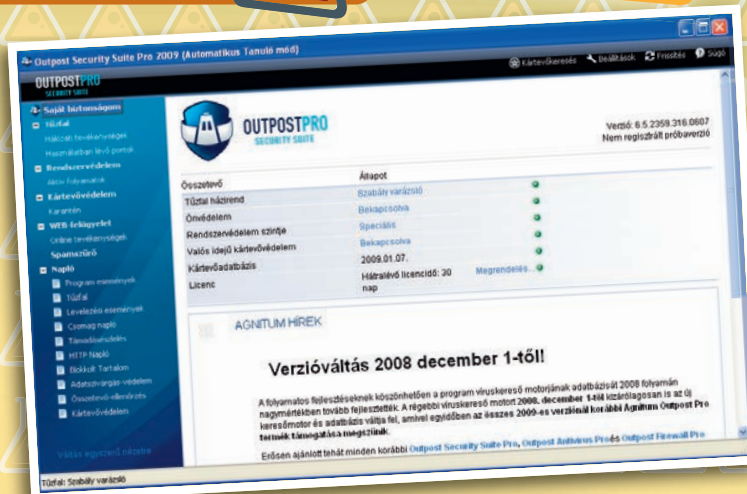 Outpost Security Suite Pro 2009 (Automatikus Tanuló mód)
OUTPOSTPRO
SECURITY SUITE
Kártevőkeresés Beállítások Frissítés Súgó
Saját biztonságom
Tűzfal
Hálózati tevékenységek
Használatban lévő portok
Rendszervédelem
Aktív folyamatok
Kártevővédelem
Karantén
WEB felügyelet
Online tevékenységek
Spamszűrő
Napló
Program események
Tűzfal
Levelezési események
Csomag napló
Támadásészlelés
HTTP Napló
Blokkolt Tartalom
Adatszivárgás-védelem
Összetevő-ellenőrzés
Kártevővédelem
Váltás egyszerű nézetre
OUTPOSTPRO
SECURITY SUITE
Verzió: 6.5.2359.316.0607
Nem regisztrált próbaverzió
Összetevő Állapot
Tűzfal házirend Szabály varázsló
Önvédelem Bekapcsolva
Rendszervédelem szintje Speciális
Valós idejű kártevővédelem Bekapcsolva
Kártevőadatbázis 2009.01.07.
Licenc Hátralévő licencidő: 30 Megrendelés...
nap
AGNITUM HÍREK
Verzióváltás 2008 december 1-től!
A folyamatos fejlesztéseknek köszönhetően a program víruskereső motorjának adatbázisát 2008 folyamán
nagymértékben tovább fejlesztették. A régebbi víruskereső motort 2008. december 1-től kizárólagosan is az új
keresőmotor és adatbázis váltja fel, amivel egyidőben az összes 2009-es verziónál korábbi Agnitum Outpost Pro
termék támogatása megszűnik.
Erősen ajánlott tehát minden korábbi Outpost Security Suite Pro, Outpost Antivirus Pro és Outpost Firewall Pro
Tűzfal: Szabály varázsló